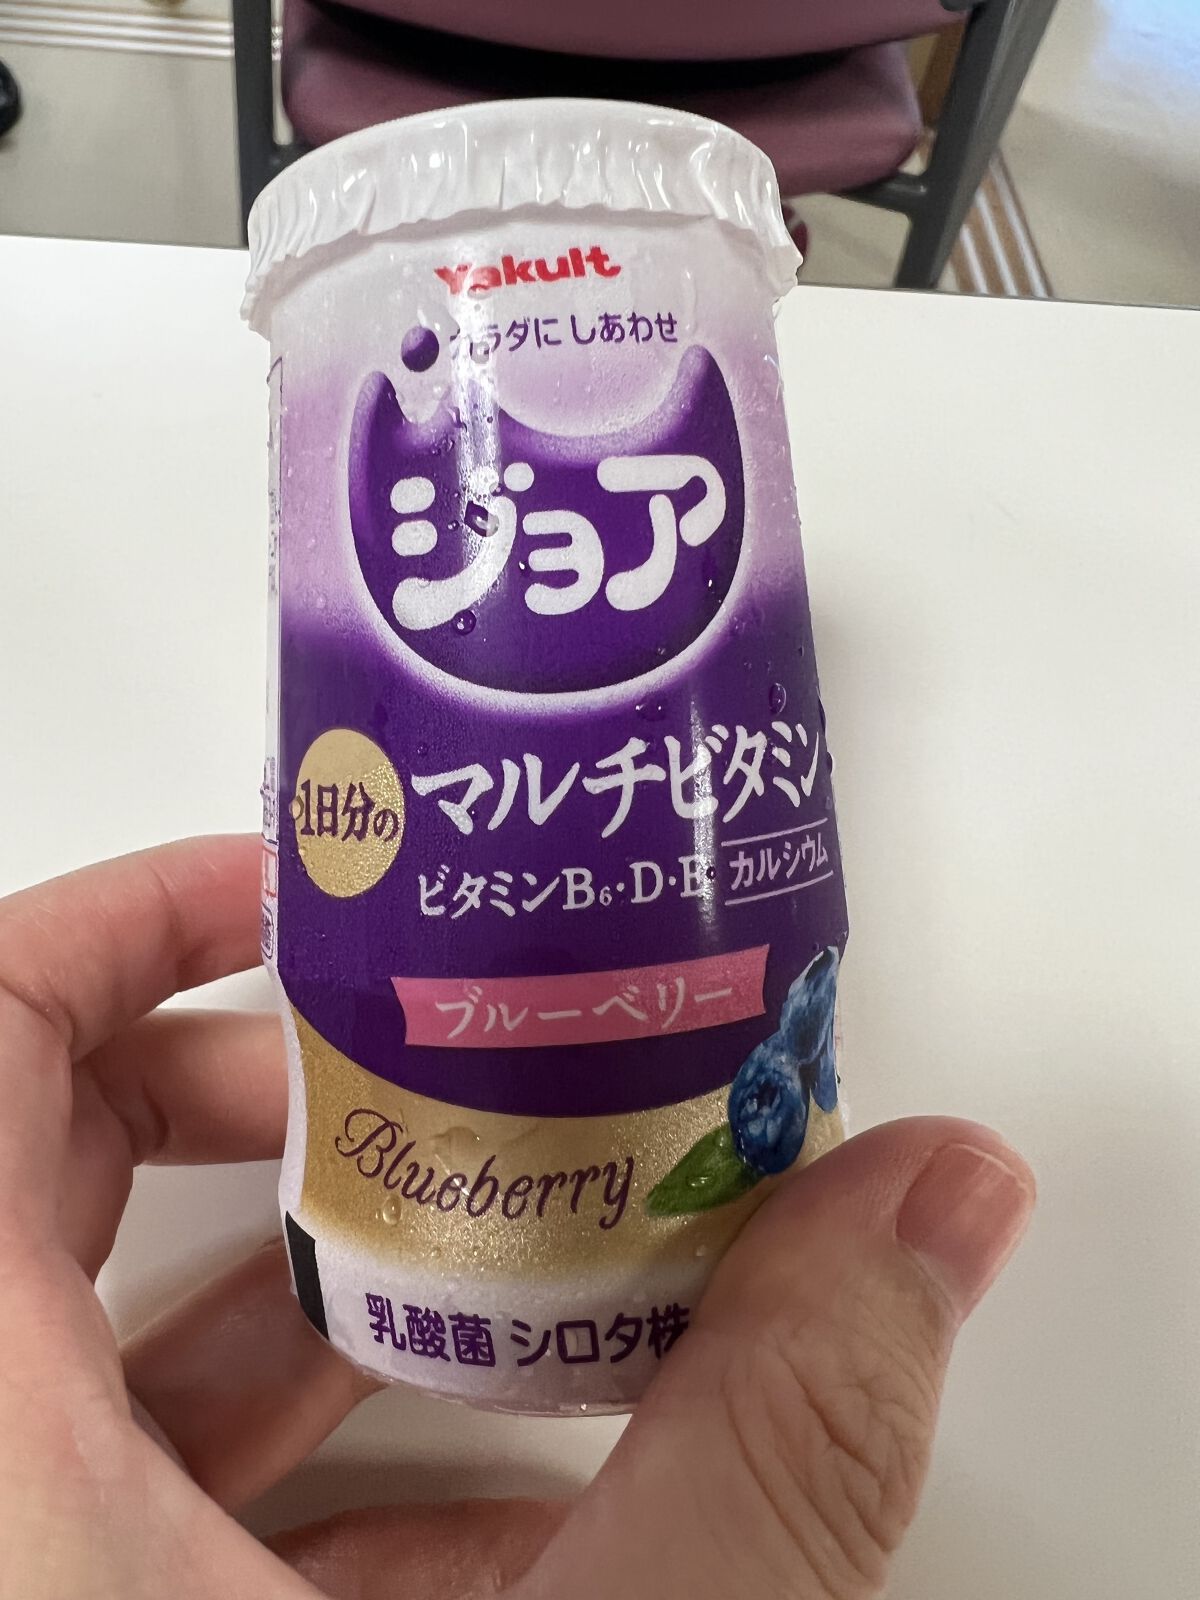 Yakult
カラダに しあわせ
ジョア
1日分の
マルチビタミン
ビタミンB6・D・E
カルシウム
ブルーベリー
Blueberry
乳酸菌 シロタ株